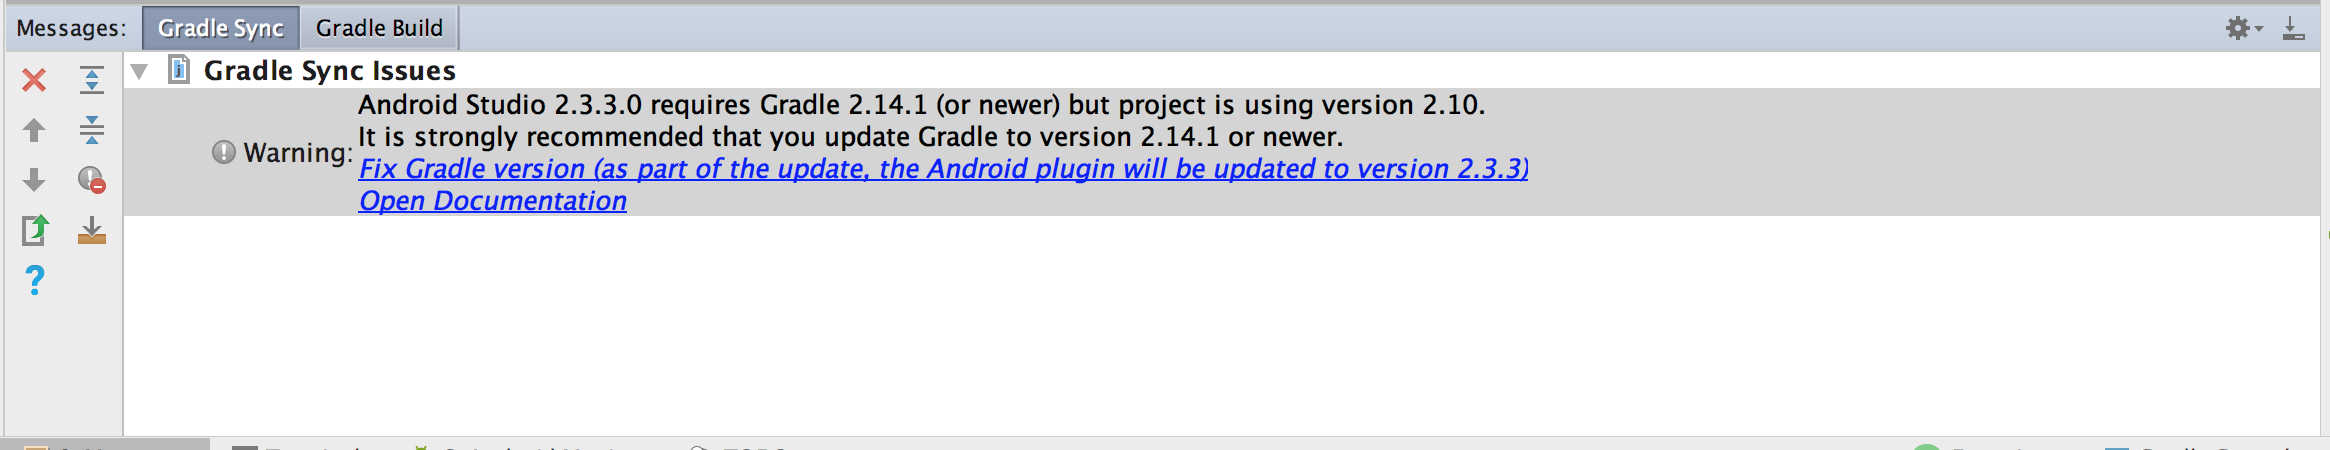 Messages: Gradle Sync Gradle Build
Gradle Sync Issues
Warning:
Android Studio 2.3.3.0 requires Gradle 2.14.1 (or newer) but project is using version 2.10.
It is strongly recommended that you update Gradle to version 2.14.1 or newer.
Fix Gradle version (as part of the update, the Android plugin will be updated to version 2.3.3)
Open Documentation